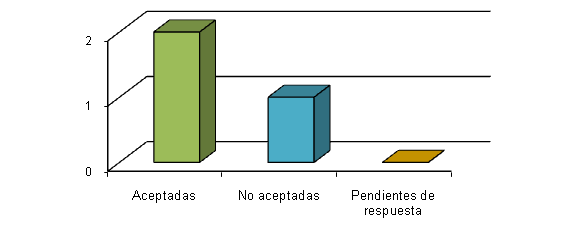 2
1
0
Aceptadas
No aceptadas
Pendientes de
respuesta